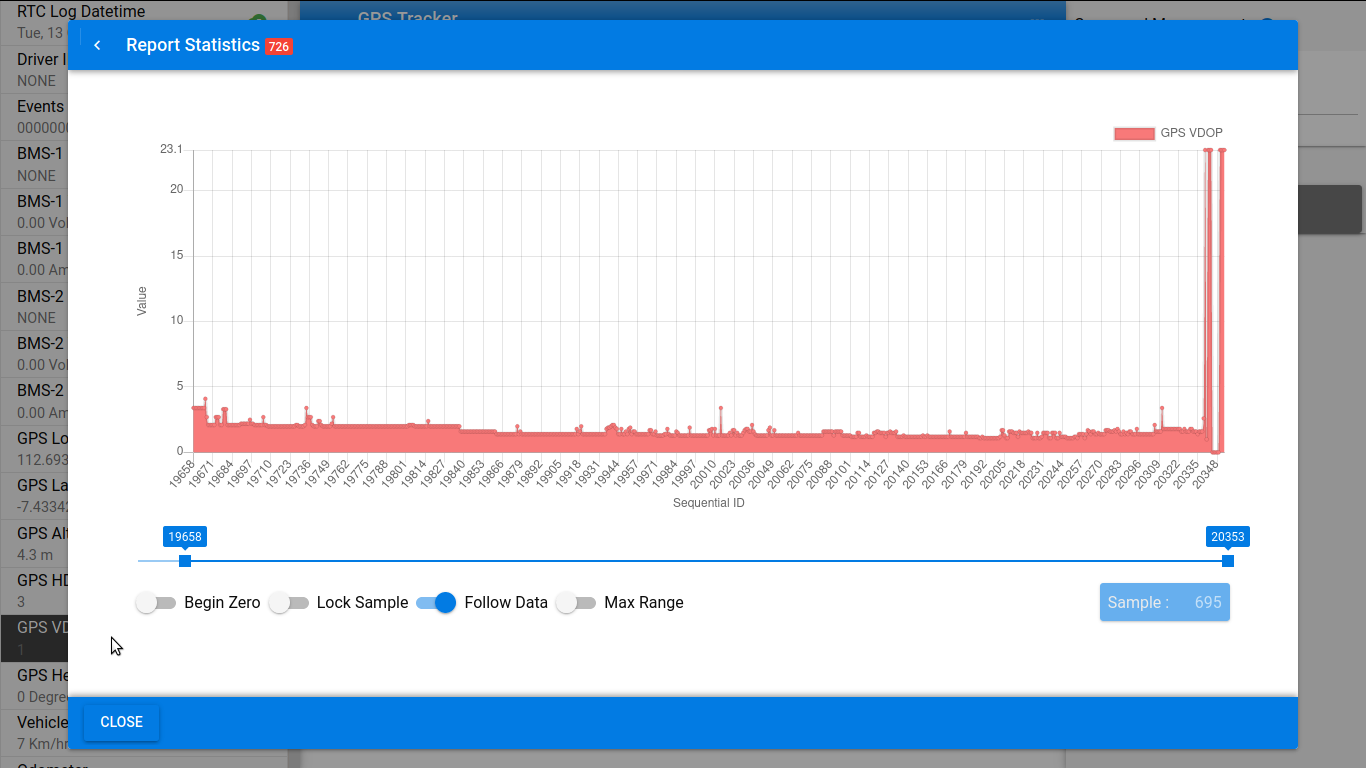 RTC Log Datetime
Tue, 13
GPS Tracker
Report Statistics 726
Driver I
NONE
Events
0000000
BMS-1
NONE
BMS-1
0.00 Vol
BMS-1
0.00 Am
BMS-2
NONE
BMS-2
0.00 Vol
BMS-2
0.00 Am
GPS Lo
112.693
GPS La
-7.43342
GPS Alt
4.3 m
GPS HD
3
GPS VD
1
GPS He
0 Degre
Vehicle
7 Km/hr
GPS VDOP
23.1
20
15
10
5
0
Value
19658 19671 19684 19697 19710 19723 19736 19749 19762 19775 19788 19801 19814 19827 19840 19853 19866 19879 19892 19905 19918 19931 19944 19957 19971 19984 19997 20010 20023 20036 20049 20062 20075 20088 20101 20114 20127 20140 20153 20166 20179 20192 20205 20218 20231 20244 20257 20270 20283 20296 20309 20322 20335 20348
Sequential ID
19658 20353
Begin Zero Lock Sample Follow Data Max Range Sample : 695
CLOSE